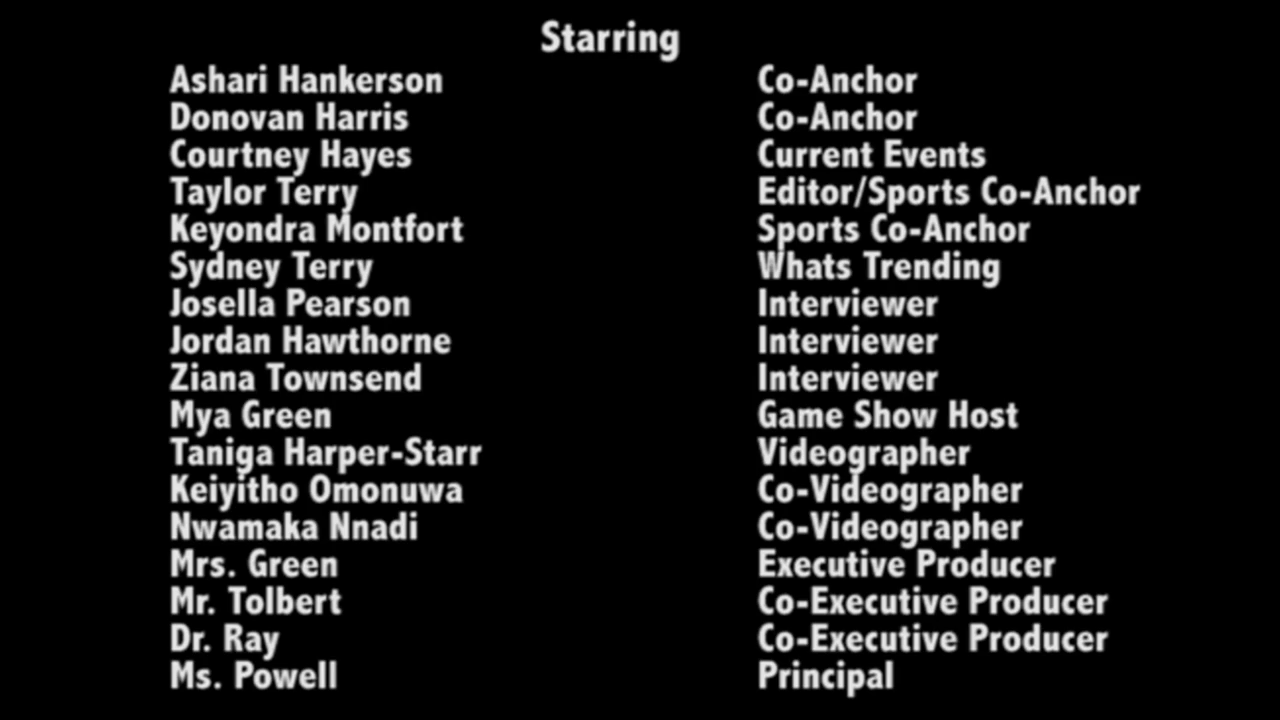 Starring
Ashari Hankerson Co-Anchor
Donovan Harris Co-Anchor
Courtney Hayes Current Events
Taylor Terry Editor/Sports Co-Anchor
Keyondra Montfort Sports Co-Anchor
Sydney Terry Whats Trending
Josella Pearson Interviewer
Jordan Hawthorne Interviewer
Ziana Townsend Interviewer
Mya Green Game Show Host
Taniga Harper-Starr Videographer
Keiyitho Omonuwa Co-Videographer
Nwamaka Nnadi Co-Videographer
Mrs. Green Executive Producer
Mr. Tolbert Co-Executive Producer
Dr. Ray Co-Executive Producer
Ms. Powell Principal